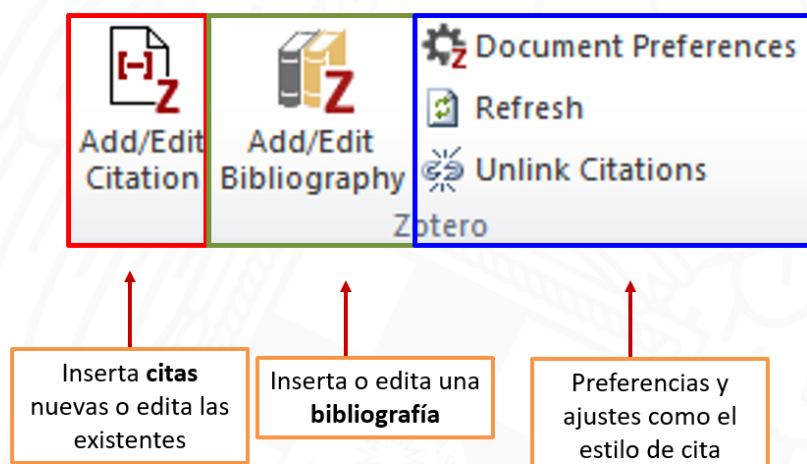 Add/Edit
Citation
Add/Edit
Bibliography
Document Preferences
Refresh
Unlink Citations
Zotero
Inserta citas
nuevas o edita las
existentes
Inserta o edita una
bibliografía
Preferencias y
ajustes como el
estilo de cita